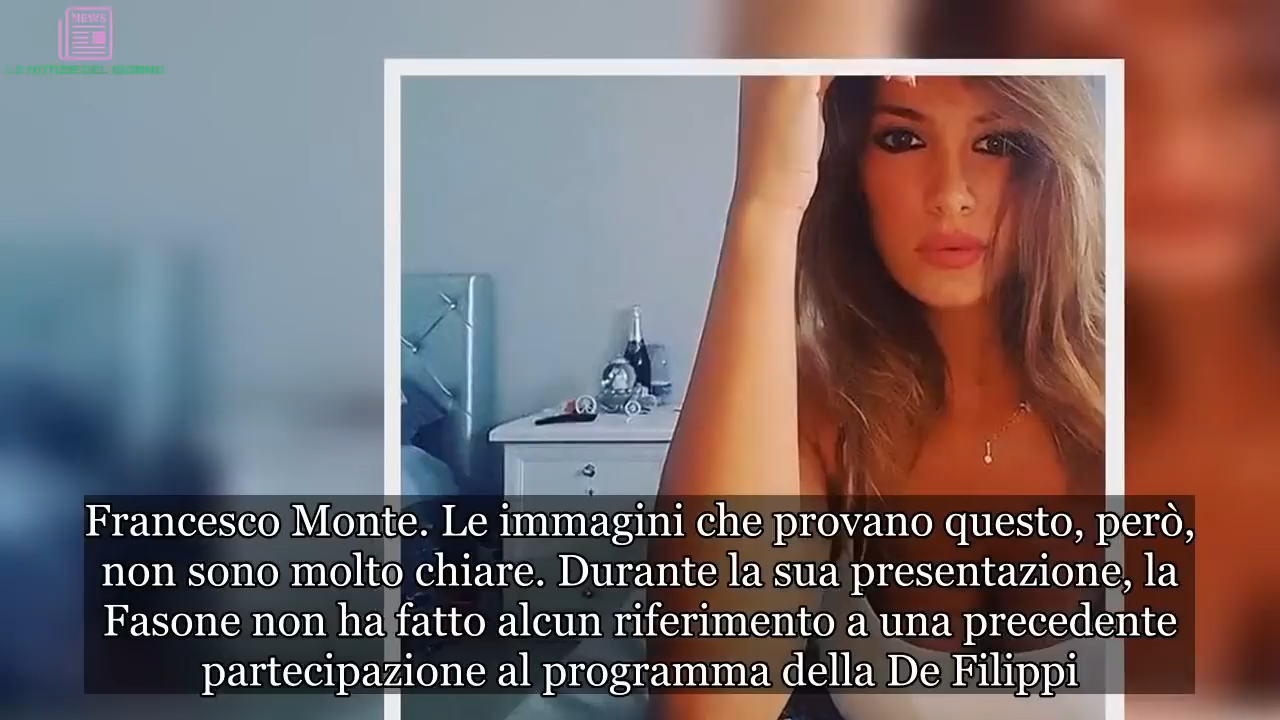 NEWS
Francesco Monte. Le immagini che provano questo, però,
non sono molto chiare. Durante la sua presentazione, la
Fasone non ha fatto alcun riferimento a una precedente
partecipazione al programma della De Filippi